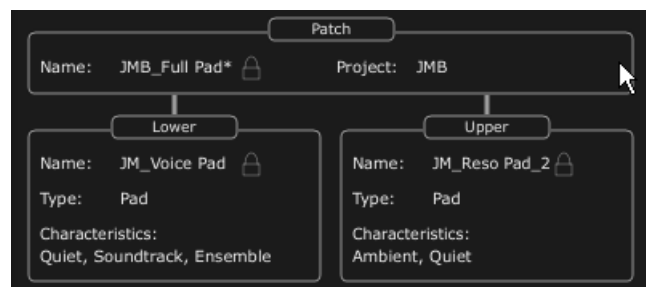 Patch
Name: JMB_Full Pad* Project: JMB
Lower
Name: JM_Voice Pad
Type: Pad
Characteristics:
Quiet, Soundtrack, Ensemble
Upper
Name: JM_Reso Pad_2
Type: Pad
Characteristics:
Ambient, Quiet